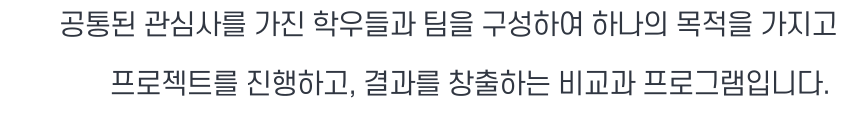 공통된 관심사를 가진 학우들과 팀을 구성하여 하나의 목적을 가지고
프로젝트를 진행하고, 결과를 창출하는 비교과 프로그램입니다.